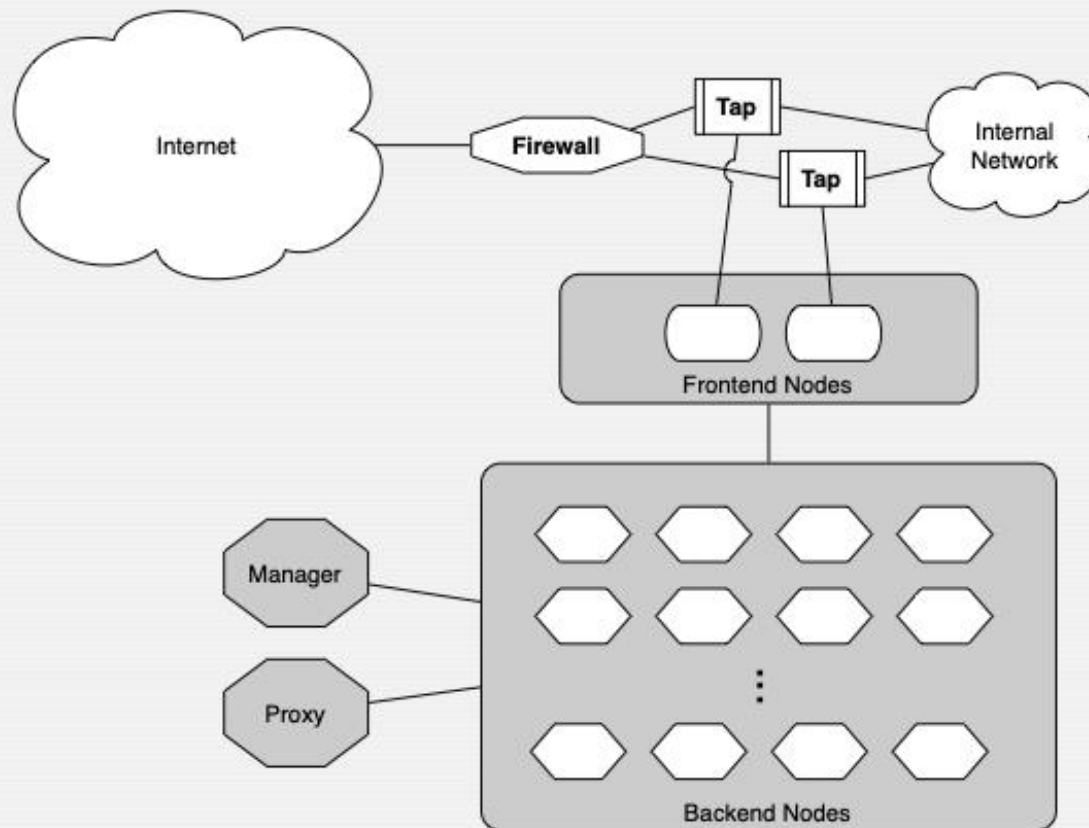 Internet
Firewall
Tap
Tap
Internal
Network
Frontend Nodes
Manager
Proxy
Backend Nodes